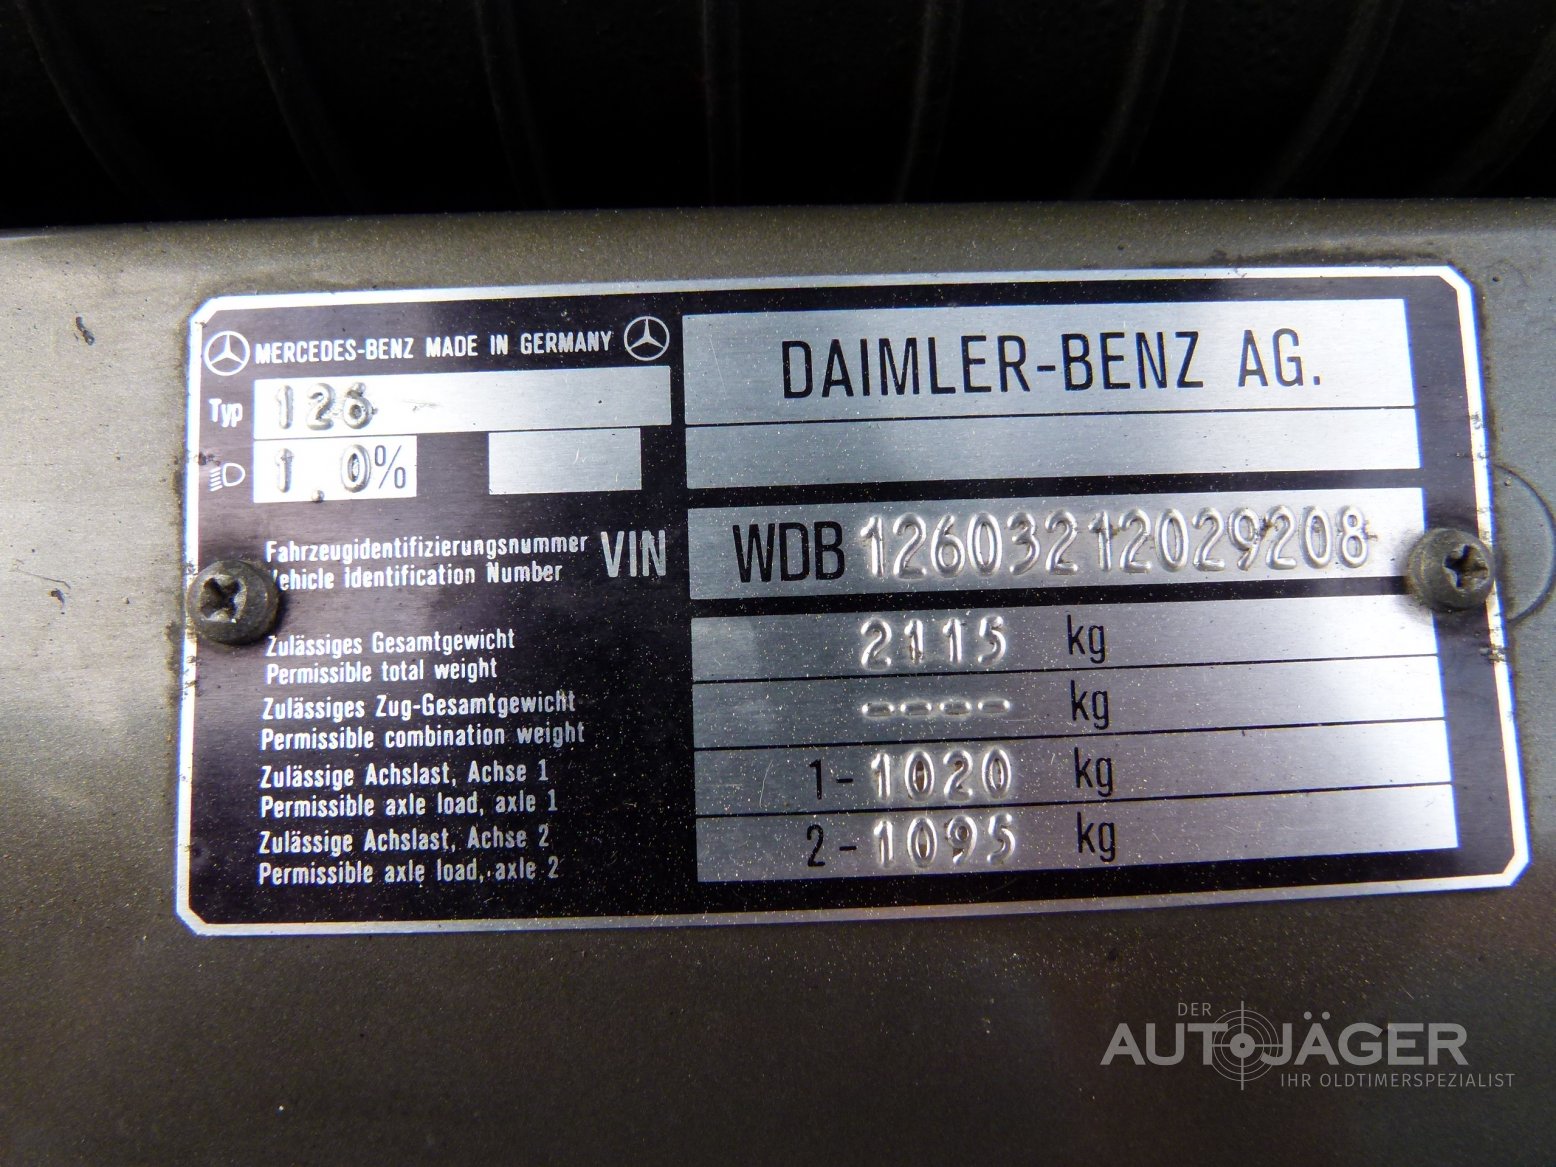 MERCEDES-BENZ MADE IN GERMANY
DAIMLER-BENZ AG.
Typ 126
1.0%
Fahrzeugidentifizierungsnummer
Vehicle Identification Number
VIN WDB 12603212029208
Zulässiges Gesamtgewicht
Permissible total weight
2115 kg
Zulässiges Zug-Gesamtgewicht
Permissible combination weight
---- kg
Zulässige Achslast, Achse 1
Permissible axle load, axle 1
1-1020 kg
Zulässige Achslast, Achse 2
Permissible axle load, axle 2
2-1095 kg
DER
AUTOJÄGER
IHR OLDTIMERSPEZIALIST